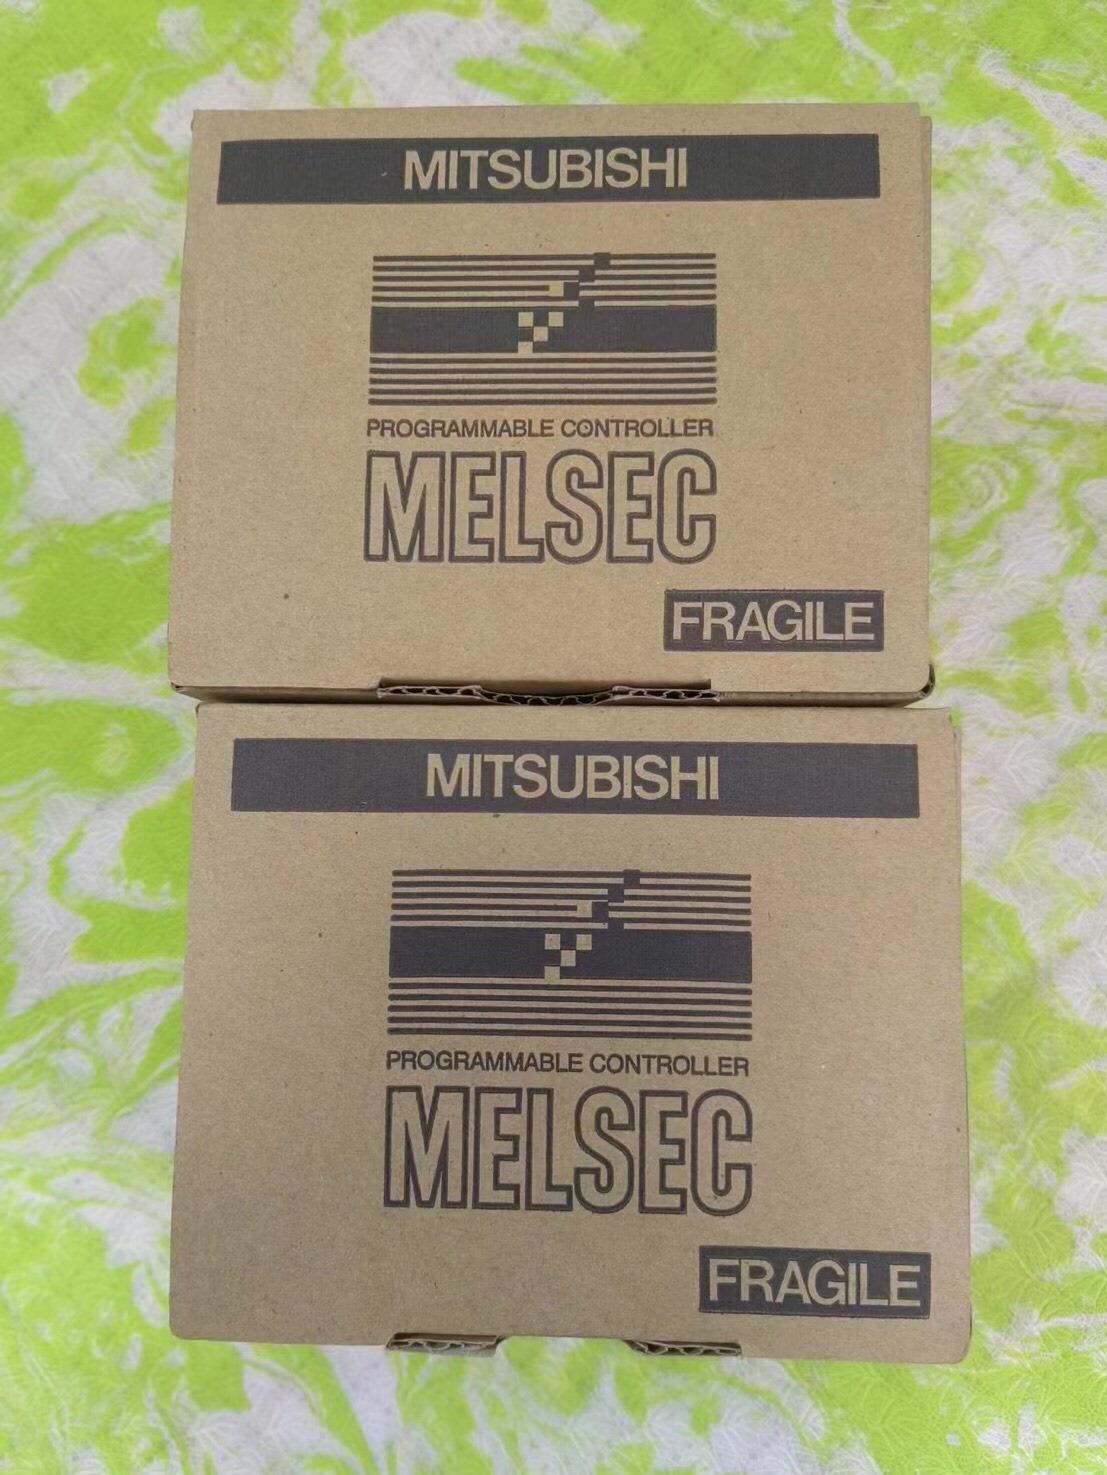 MITSUBISHI
PROGRAMMABLE CONTROLLER
MELSEC
FRAGILE
MITSUBISHI
PROGRAMMABLE CONTROLLER
MELSEC
FRAGILE